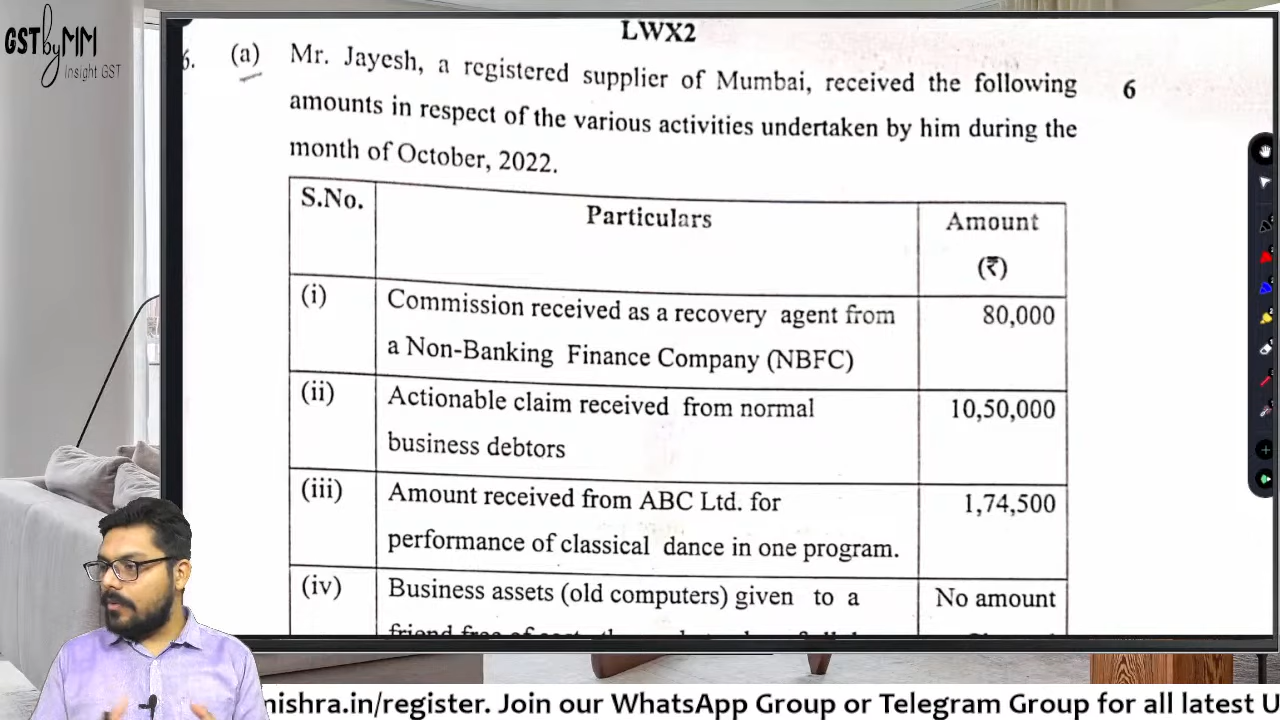 GSTbyMM
Insight GST
LWX2
6. (a) Mr. Jayesh, a registered supplier of Mumbai, received the following 6
amounts in respect of the various activities undertaken by him during the
month of October, 2022.
S.No. Particulars Amount
(₹)
(i) Commission received as a recovery agent from 80,000
a Non-Banking Finance Company (NBFC)
(ii) Actionable claim received from normal 10,50,000
business debtors
(iii) Amount received from ABC Ltd. for 1,74,500
performance of classical dance in one program.
(iv) Business assets (old computers) given to a No amount
friend free of
nishra.in/register. Join our WhatsApp Group or Telegram Group for all latest U